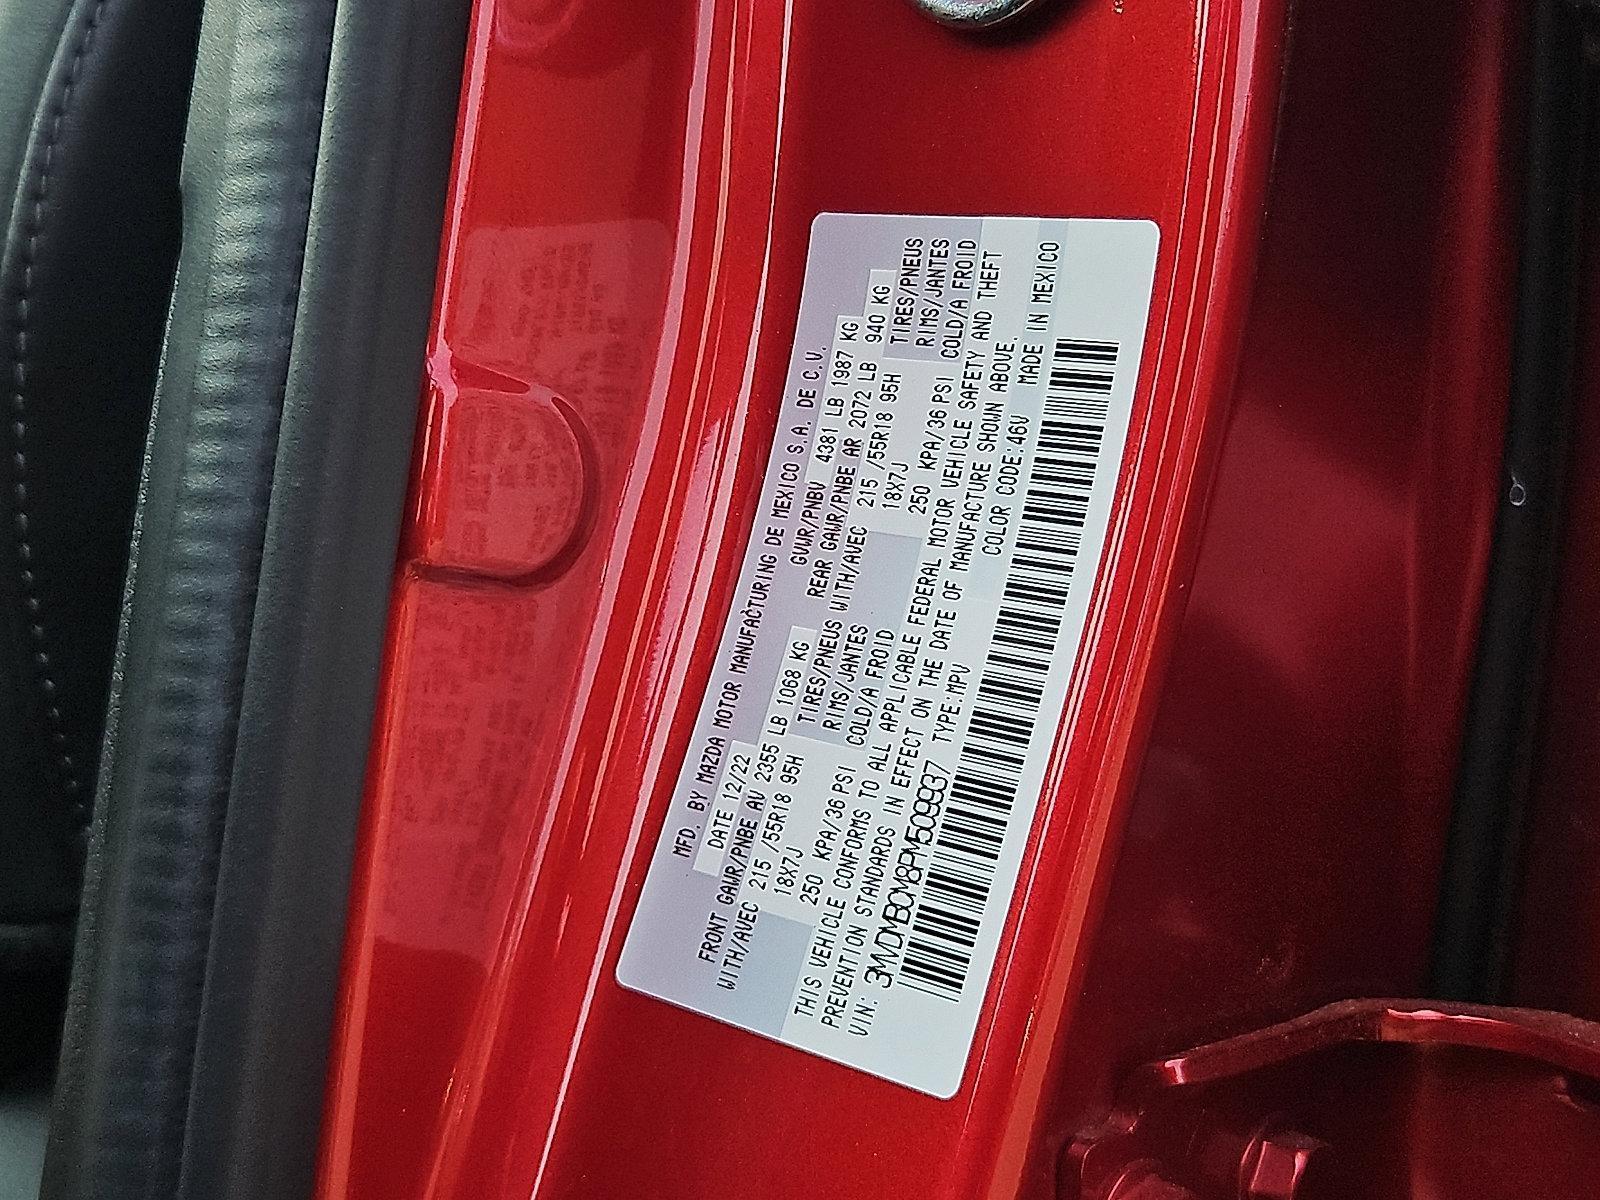 MFD. BY MAZDA MOTOR MANUFACTURING DE MEXICO S.A. DE C.V.
DATE 12/22 GVWR/PNBV 4381 LB 1987 KG
FRONT GAWR/PNBE AV 2355 LB 1068 KG REAR GAWR/PNBE AR 2072 LB 940 KG
WITH/AVEC 215 /55R18 95H TIRES/PNEUS WITH/AVEC 215 /55R18 95H TIRES/PNEUS
18X7J RIMS/JANTES 18X7J RIMS/JANTES
250 KPA/36 PSI COLD/A FROID 250 KPA/36 PSI COLD/A FROID
THIS VEHICLE CONFORMS TO ALL APPLICABLE FEDERAL MOTOR VEHICLE SAFETY AND THEFT
PREVENTION STANDARDS IN EFFECT ON THE DATE OF MANUFACTURE SHOWN ABOVE.
VIN: 3MVDMBCM8PM509937 TYPE:MPV COLOR CODE:46V MADE IN MEXICO